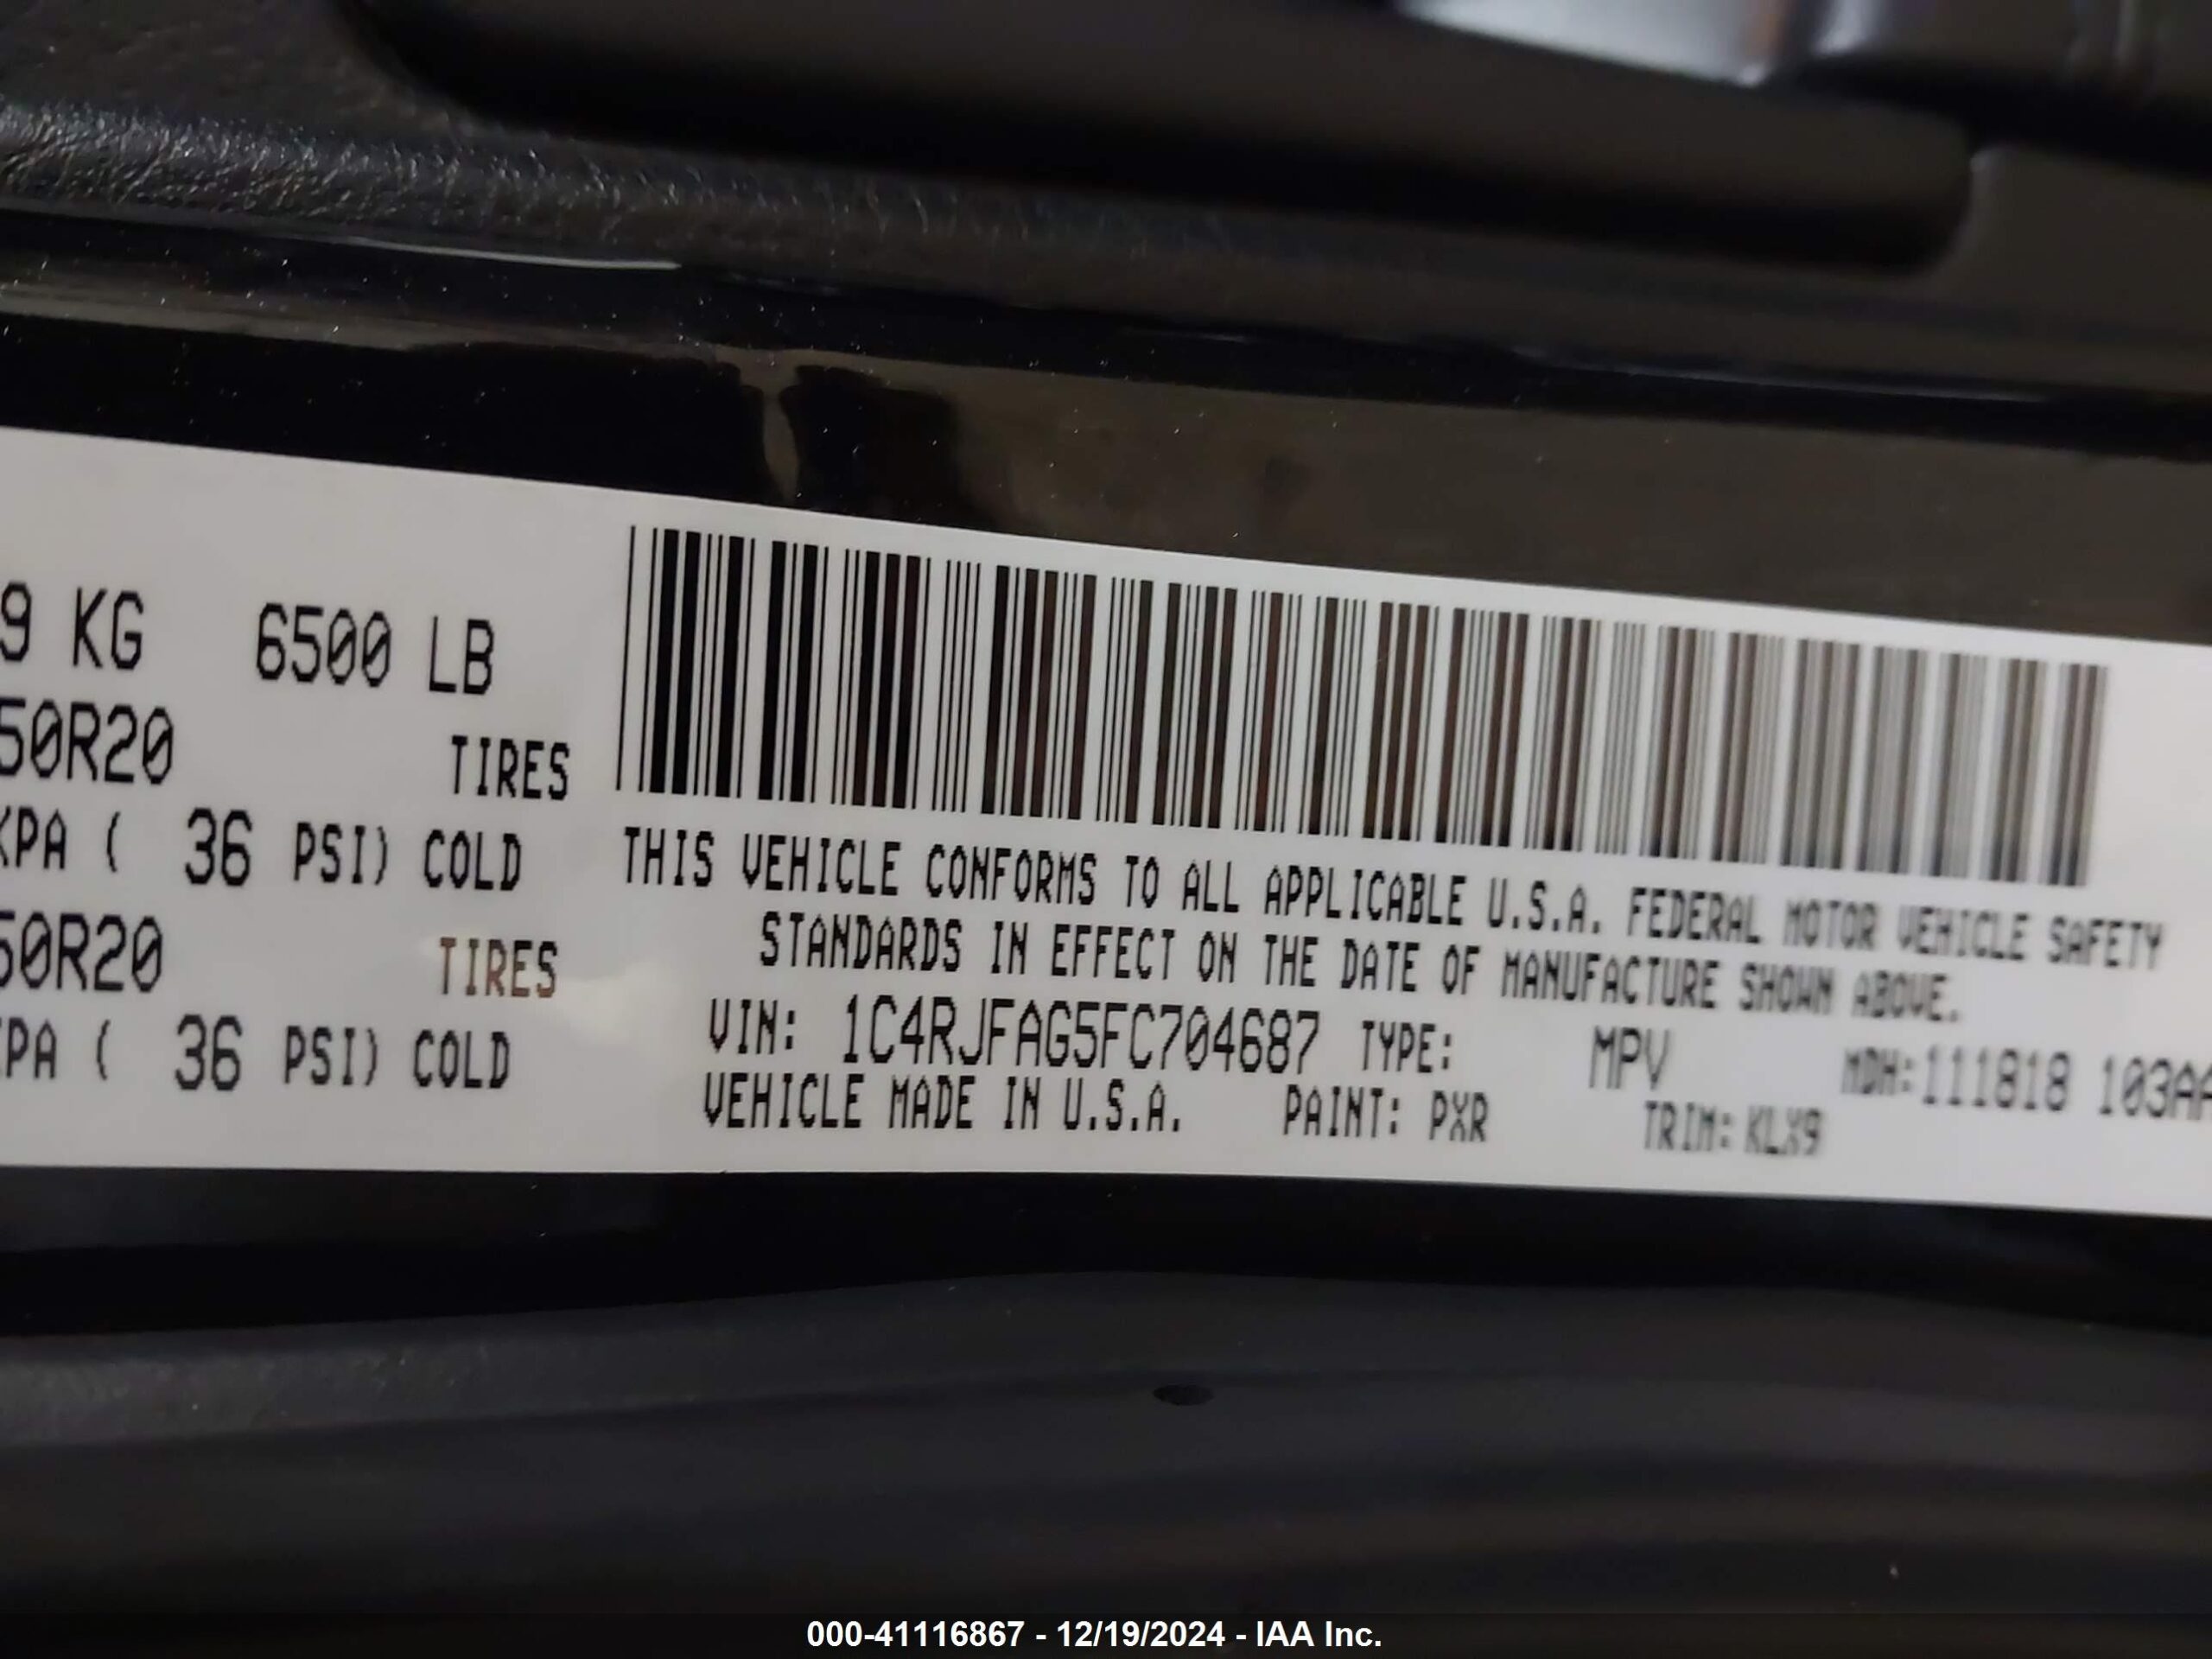 9 KG 6500 LB
50R20 TIRES
KPA ( 36 PSI) COLD
50R20 TIRES
PA ( 36 PSI) COLD
THIS VEHICLE CONFORMS TO ALL APPLICABLE U.S.A. FEDERAL MOTOR VEHICLE SAFETY
STANDARDS IN EFFECT ON THE DATE OF MANUFACTURE SHOWN ABOVE.
VIN: 1C4RJFAG5FC704687 TYPE: MPV MDH:111818 103AA
VEHICLE MADE IN U.S.A. PAINT: PXR TRIM: KLX9
000-41116867 - 12/19/2024 - IAA Inc.